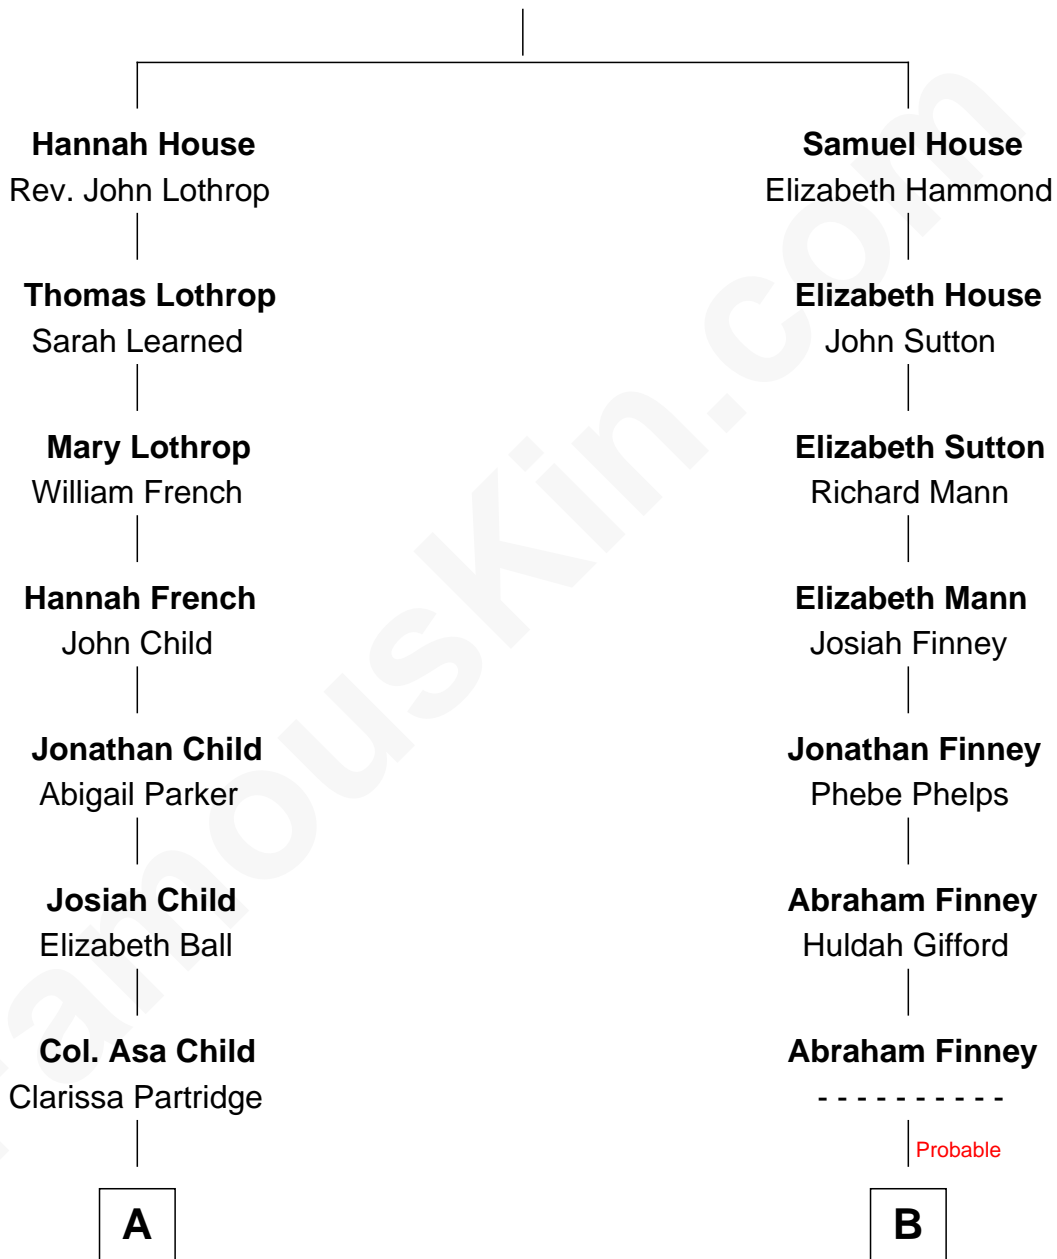 Hannah House
Rev. John Lothrop
Samuel House
Elizabeth Hammond
Thomas Lothrop
Sarah Learned
Elizabeth House
John Sutton
Mary Lothrop
William French
Elizabeth Sutton
Richard Mann
Hannah French
John Child
Elizabeth Mann
Josiah Finney
Jonathan Child
Abigail Parker
Jonathan Finney
Phebe Phelps
Josiah Child
Elizabeth Ball
Abraham Finney
Huldah Gifford
Col. Asa Child
Clarissa Partridge
Abraham Finney
- - - - - - - - - -
Probable
A
B
FamousKin.com